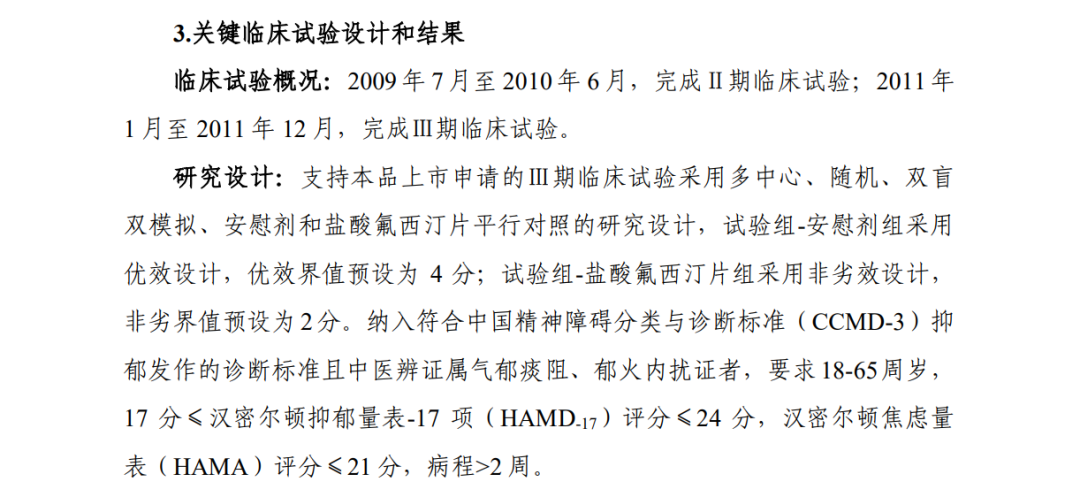 3.关键临床试验设计和结果
临床试验概况：2009 年 7 月至 2010 年 6 月，完成Ⅱ期临床试验；2011 年
1 月至 2011 年 12 月，完成Ⅲ期临床试验。
研究设计：支持本品上市申请的Ⅲ期临床试验采用多中心、随机、双盲
双模拟、安慰剂和盐酸氟西汀片平行对照的研究设计，试验组-安慰剂组采用
优效设计，优效界值预设为 4 分；试验组-盐酸氟西汀片组采用非劣效设计，
非劣界值预设为 2 分。纳入符合中国精神障碍分类与诊断标准（CCMD-3）抑
郁发作的诊断标准且中医辨证属气郁痰阻、郁火内扰证者，要求 18-65 周岁，
17 分≤汉密尔顿抑郁量表-17 项（HAMD-17）评分≤24 分，汉密尔顿焦虑量
表（HAMA）评分≤21 分，病程>2 周。